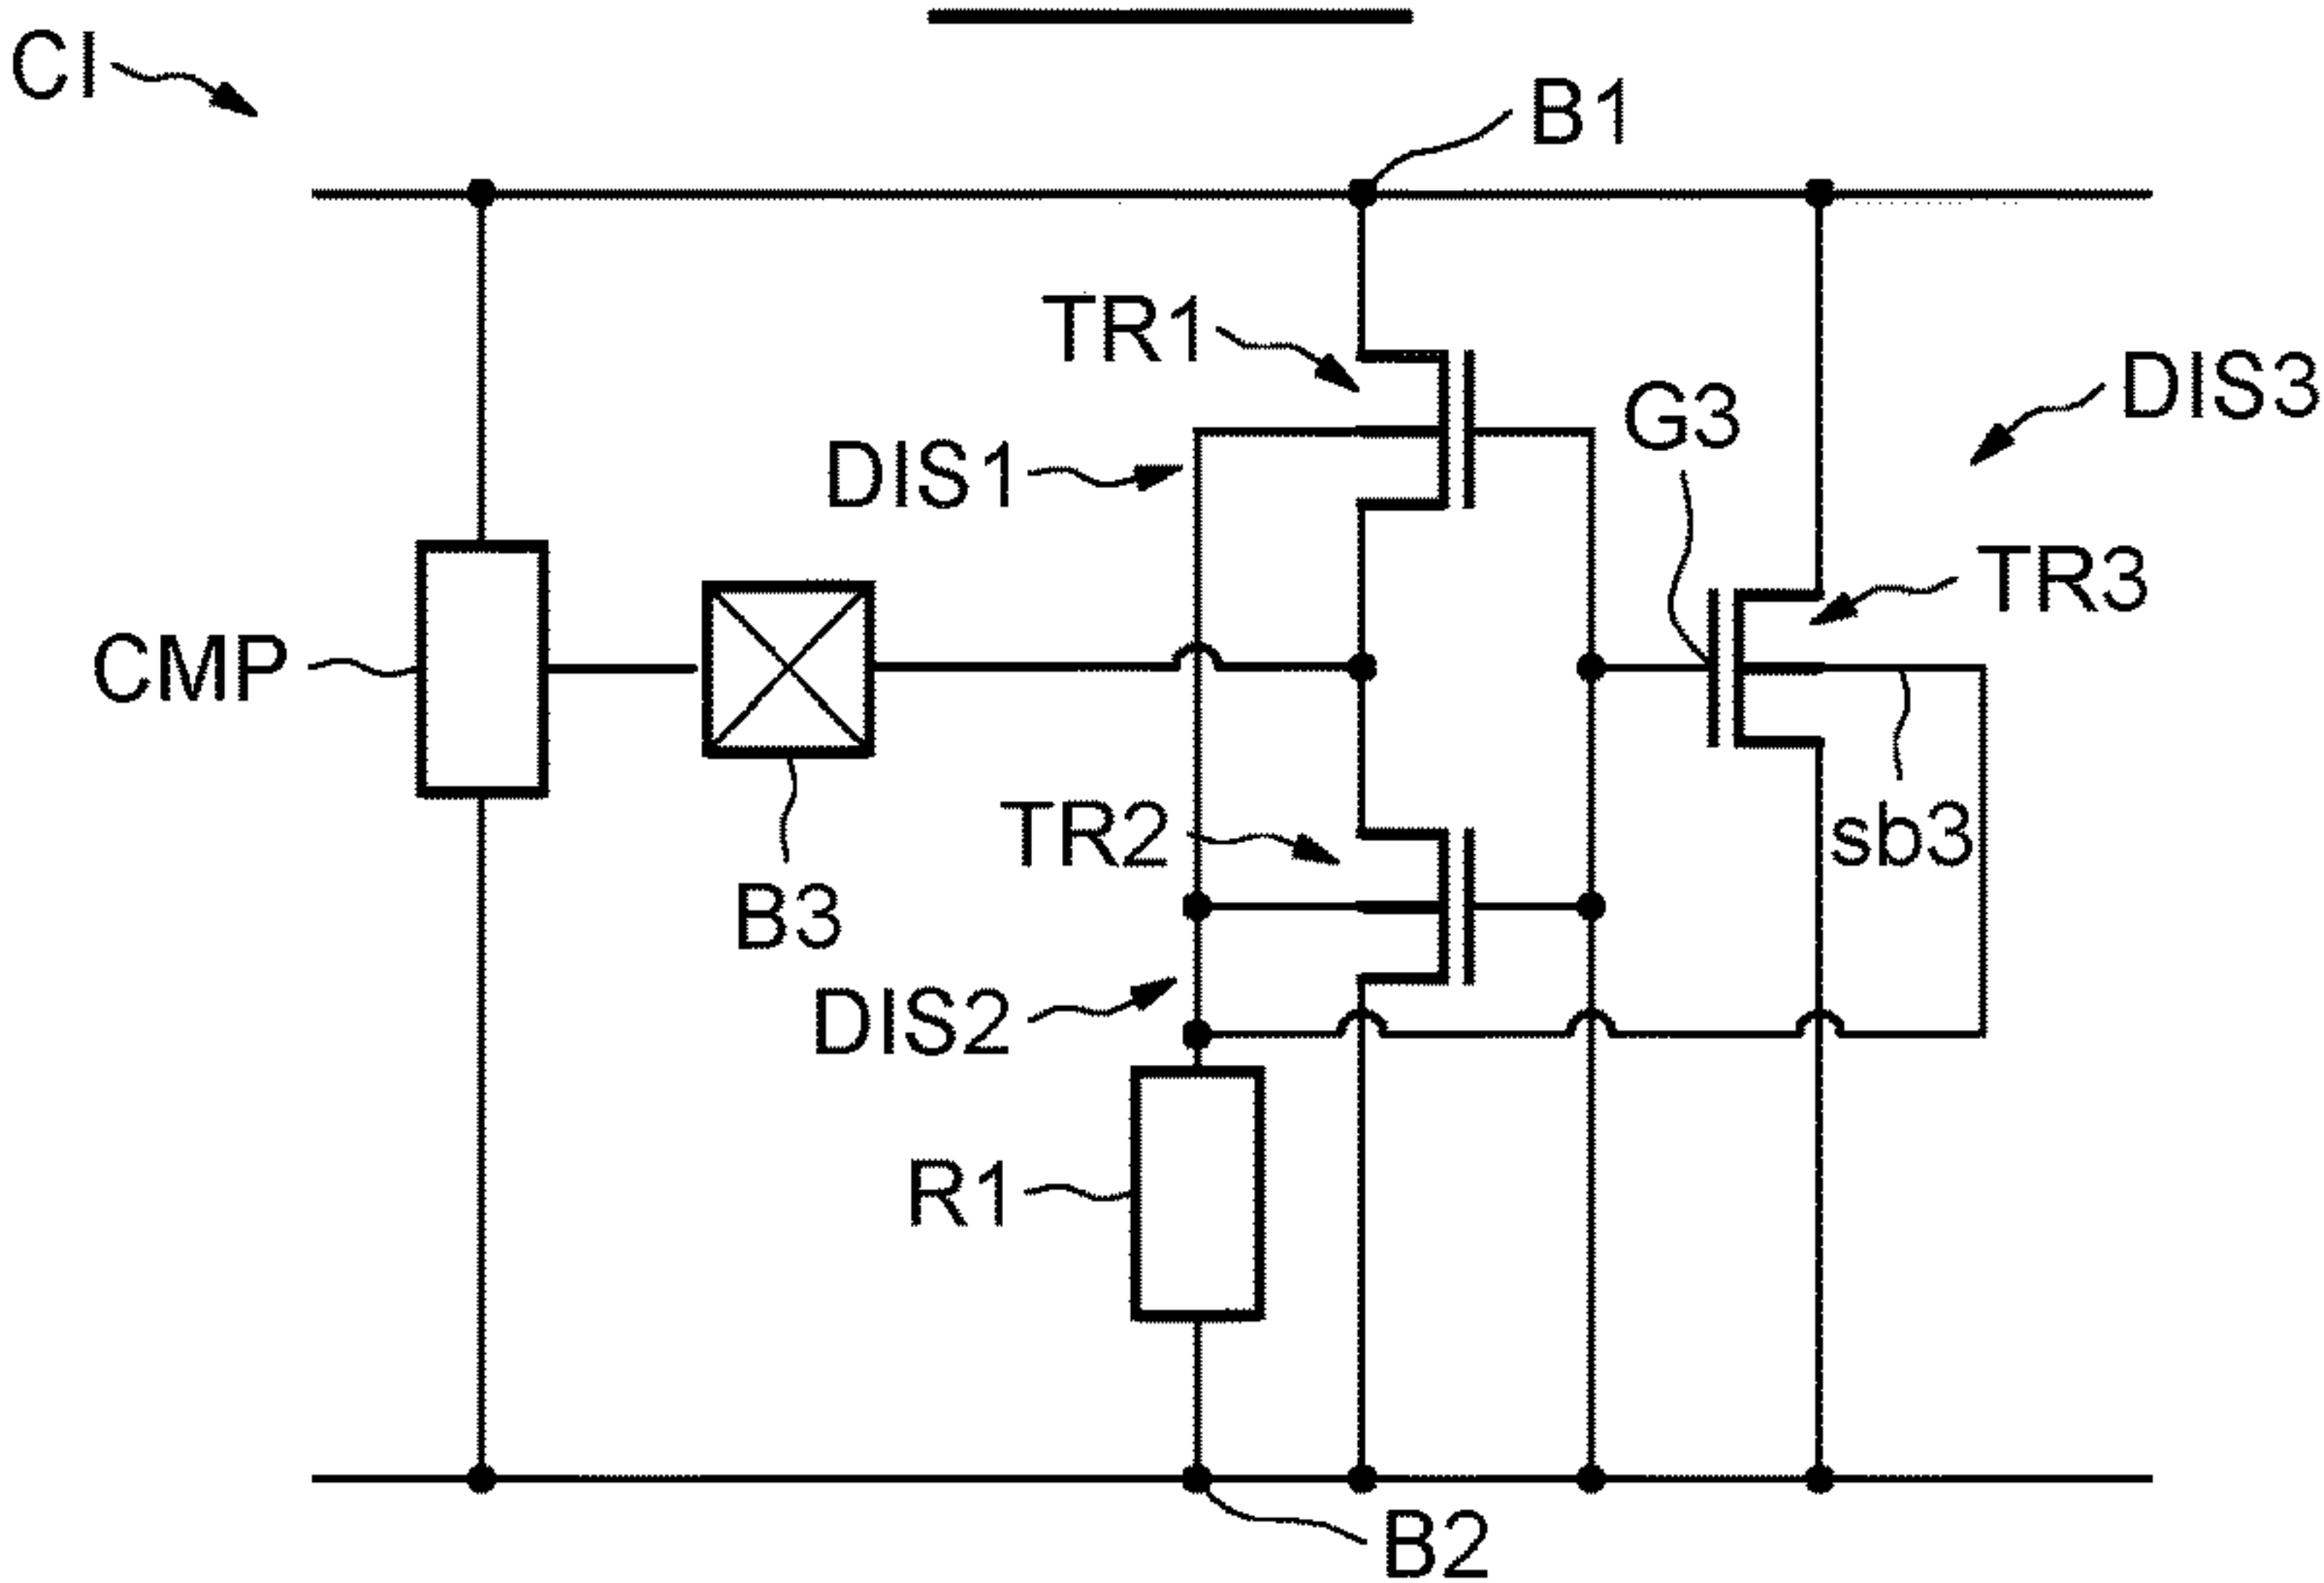 CI
B1
TR1
DIS3
G3
DIS1
TR3
CMP
TR2
sb3
B3
DIS2
R1
B2